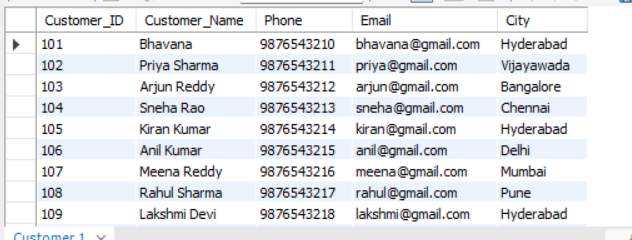 Customer_ID Customer_Name Phone Email City
101 Bhavana 9876543210 bhavana@gmail.com Hyderabad
102 Priya Sharma 9876543211 priya@gmail.com Vijayawada
103 Arjun Reddy 9876543212 arjun@gmail.com Bangalore
104 Sneha Rao 9876543213 sneha@gmail.com Chennai
105 Kiran Kumar 9876543214 kiran@gmail.com Hyderabad
106 Anil Kumar 9876543215 anil@gmail.com Delhi
107 Meena Reddy 9876543216 meena@gmail.com Mumbai
108 Rahul Sharma 9876543217 rahul@gmail.com Pune
109 Lakshmi Devi 9876543218 lakshmi@gmail.com Hyderabad
Customer 1